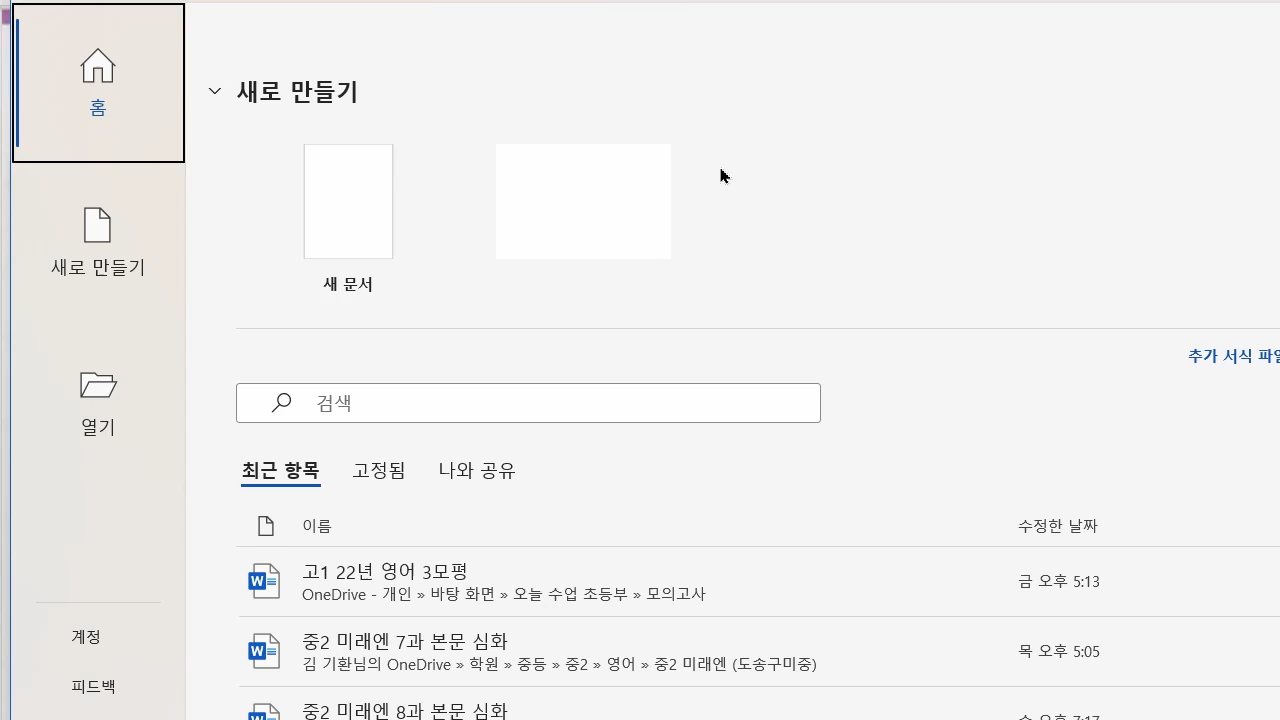 홈
새로 만들기
열기
계정
피드백
새로 만들기
새 문서
추가 서식
검색
최근 항목 고정됨 나와 공유
이름 수정한 날짜
고1 22년 영어 3모평
OneDrive - 개인 » 바탕 화면 » 오늘 수업 초등부 » 모의고사
금 오후 5:13
중2 미래엔 7과 본문 심화
김 기환님의 OneDrive » 학원 » 중등 » 중2 » 영어 » 중2 미래엔 (도송구미중)
목 오후 5:05
중2 미래엔 8과 본문 심화